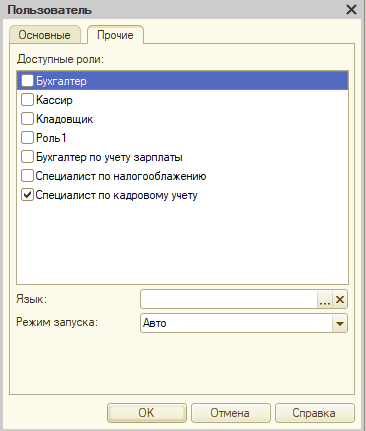 Пользователь
Основные Прочие
Доступные роли:
Бухгалтер
Кассир
Кладовщик
Роль1
Бухгалтер по учету зарплаты
Специалист по налогооблажению
Специалист по кадровому учету
Язык: ...
Режим запуска: Авто
OK Отмена Справка